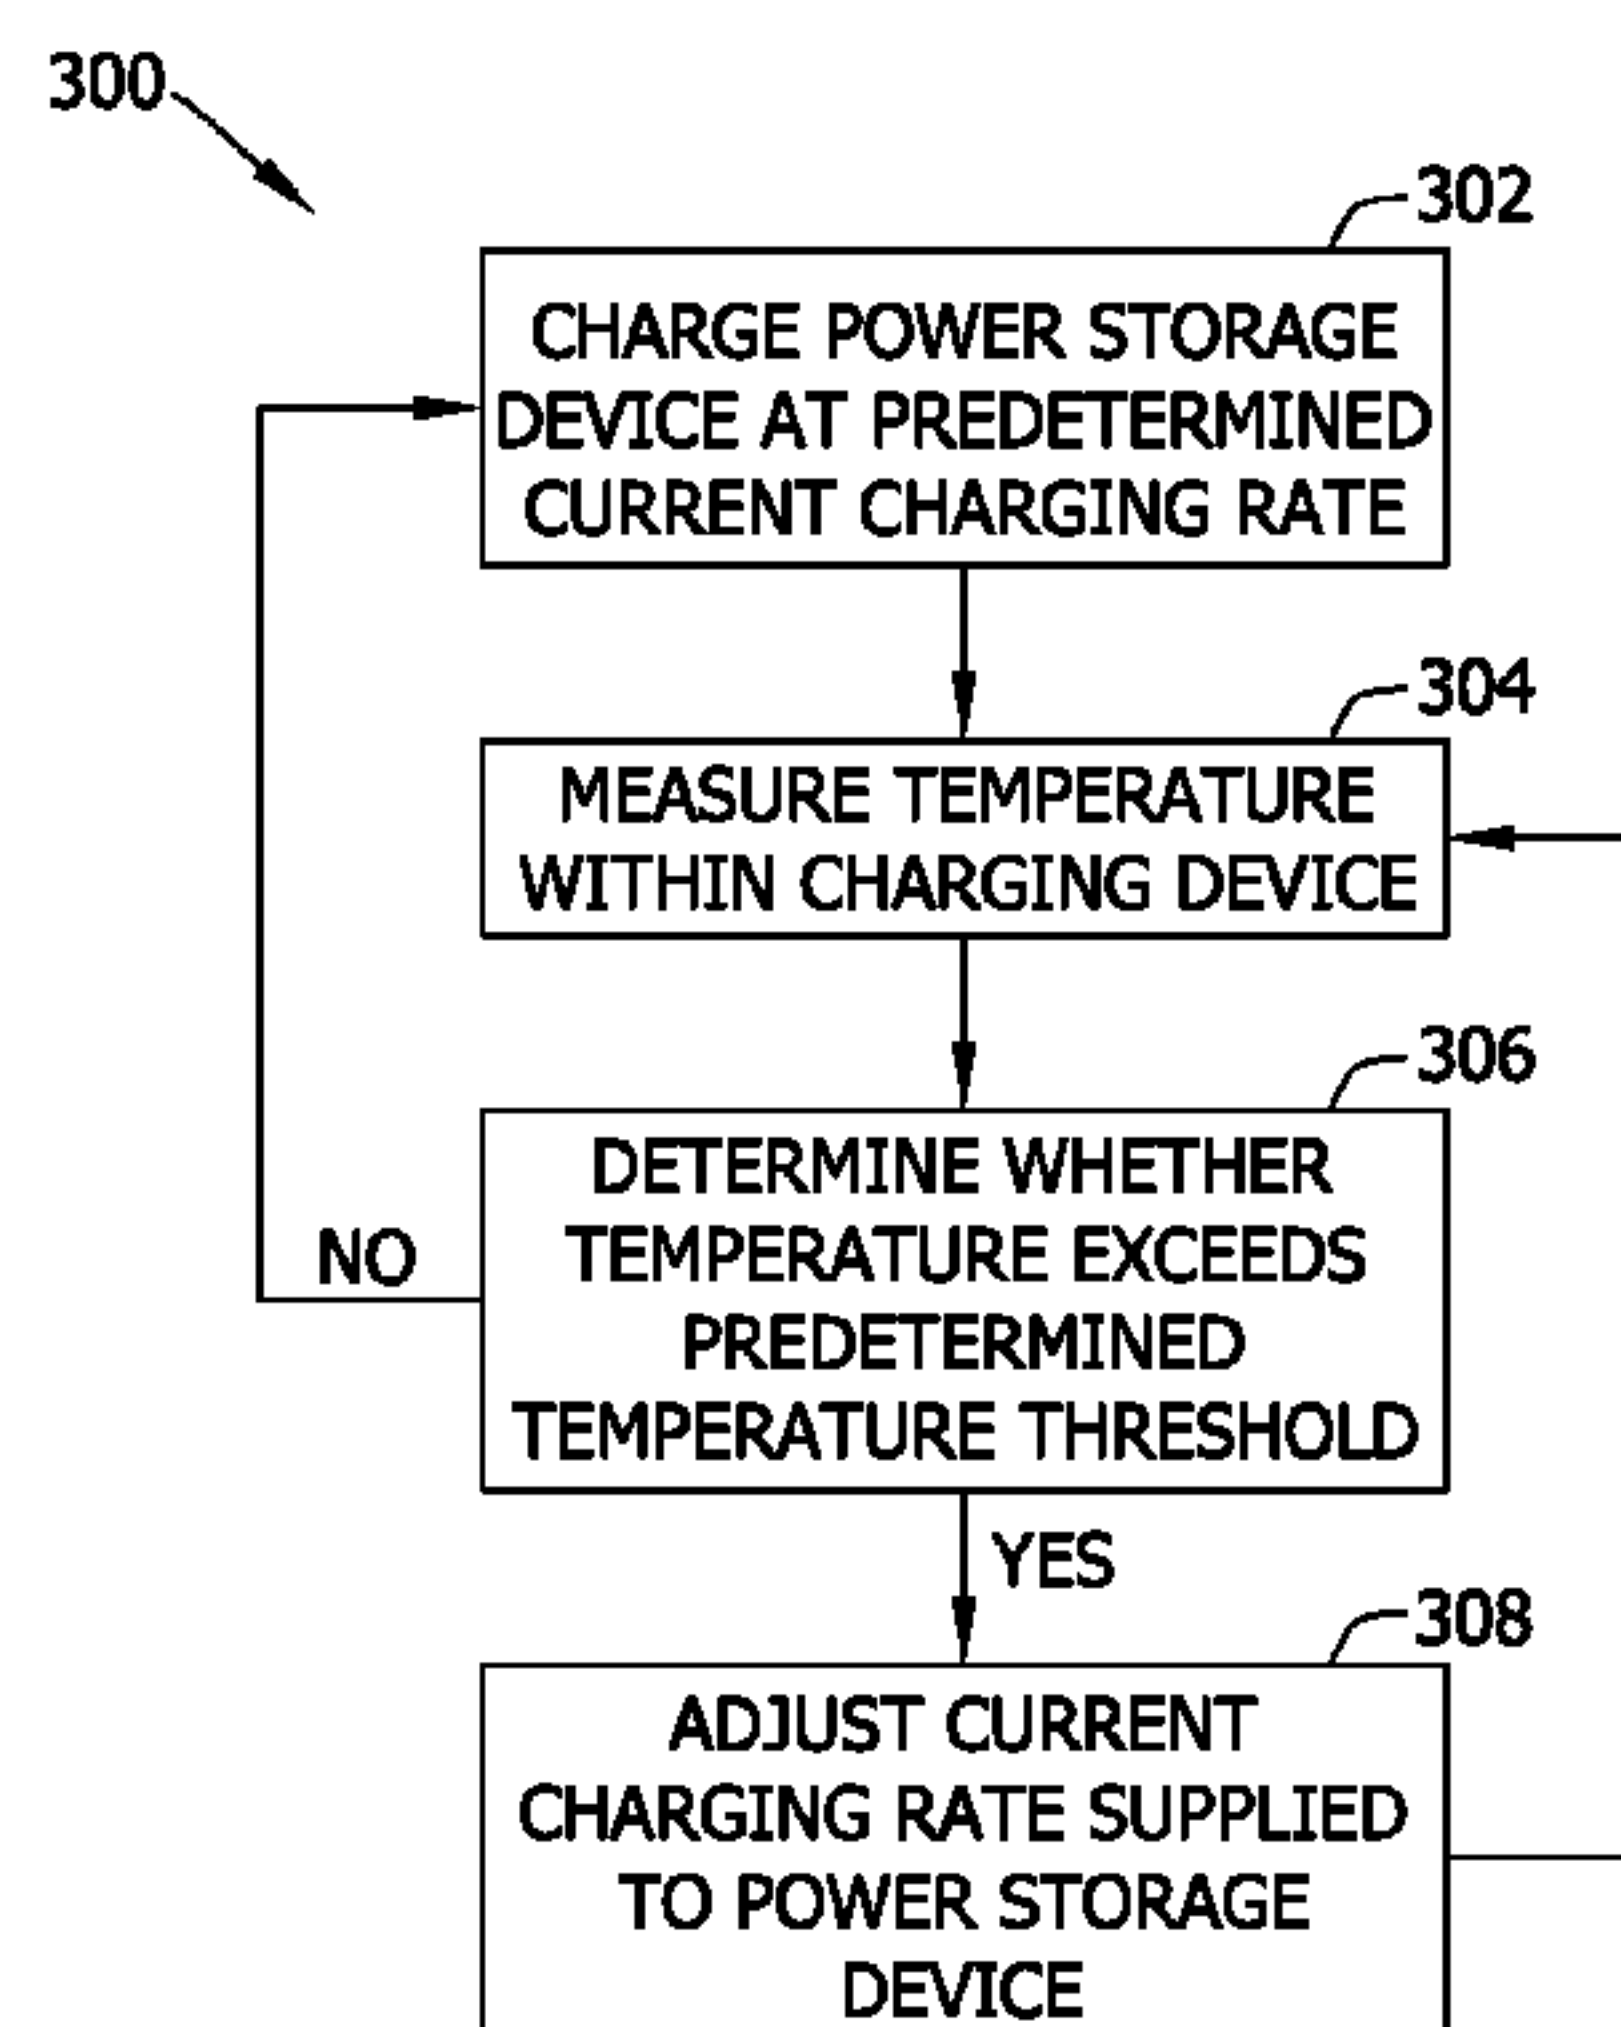 300
302
CHARGE POWER STORAGE
DEVICE AT PREDETERMINED
CURRENT CHARGING RATE
304
MEASURE TEMPERATURE
WITHIN CHARGING DEVICE
306
DETERMINE WHETHER
TEMPERATURE EXCEEDS
PREDETERMINED
TEMPERATURE THRESHOLD
NO
YES
308
ADJUST CURRENT
CHARGING RATE SUPPLIED
TO POWER STORAGE
DEVICE